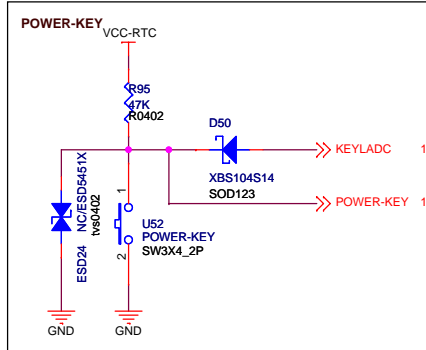 POWER-KEY
VCC-RTC
R95
47K
R0402
D50
KEYLADC 1
XBS104S14
SOD123
POWER-KEY 1
NC/ESD5451X
tvs0402
ESD24
1
U52
POWER-KEY
2
SW3X4_2P
GND
GND